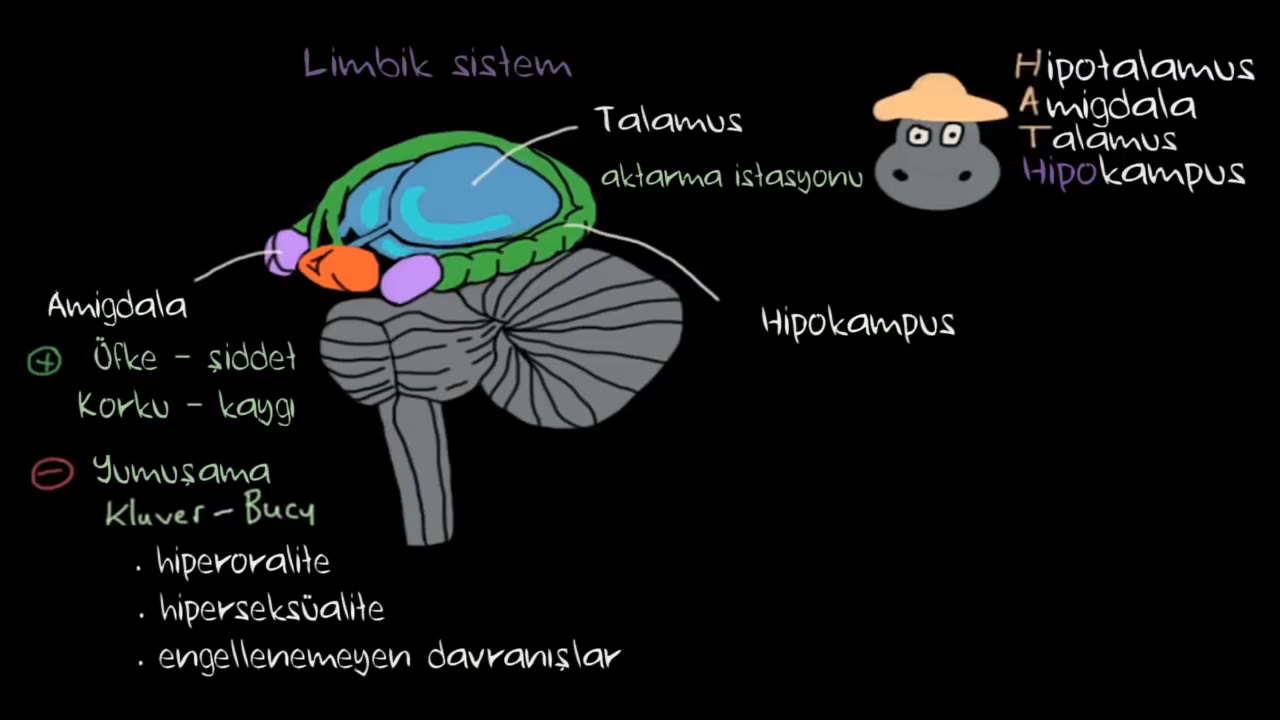 Limbik sistem
Talamus
aktarma istasyonu
Hipotalamus
Amigdala
Talamus
Hipokampus
Amigdala
+ Üfke - şiddet
Korku - kaygı
Hipokampus
- Yumuşama
Kluver - Bucy
. hiperoralite
. hiperseksüalite
. engellenemeyen davranışlar